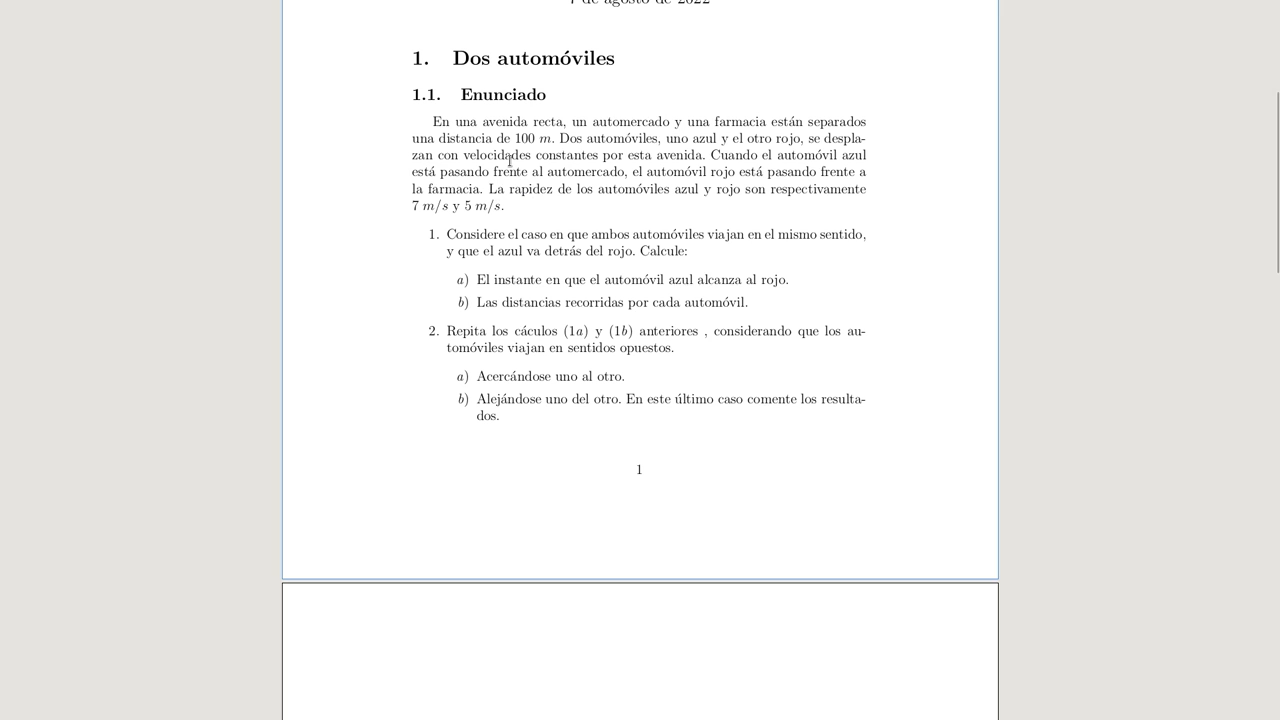 7 de agosto de 2022
1. Dos automóviles
1.1. Enunciado
En una avenida recta, un automercado y una farmacia están separados
una distancia de 100 m. Dos automóviles, uno azul y el otro rojo, se despla-
zan con velocidades constantes por esta avenida. Cuando el automóvil azul
está pasando frente al automercado, el automóvil rojo está pasando frente a
la farmacia. La rapidez de los automóviles azul y rojo son respectivamente
7 m/s y 5 m/s.
1. Considere el caso en que ambos automóviles viajan en el mismo sentido,
y que el azul va detrás del rojo. Calcule:
a) El instante en que el automóvil azul alcanza al rojo.
b) Las distancias recorridas por cada automóvil.
2. Repita los cáculos (1a) y (1b) anteriores , considerando que los au-
tomóviles viajan en sentidos opuestos.
a) Acercándose uno al otro.
b) Alejándose uno del otro. En este último caso comente los resulta-
dos.
1